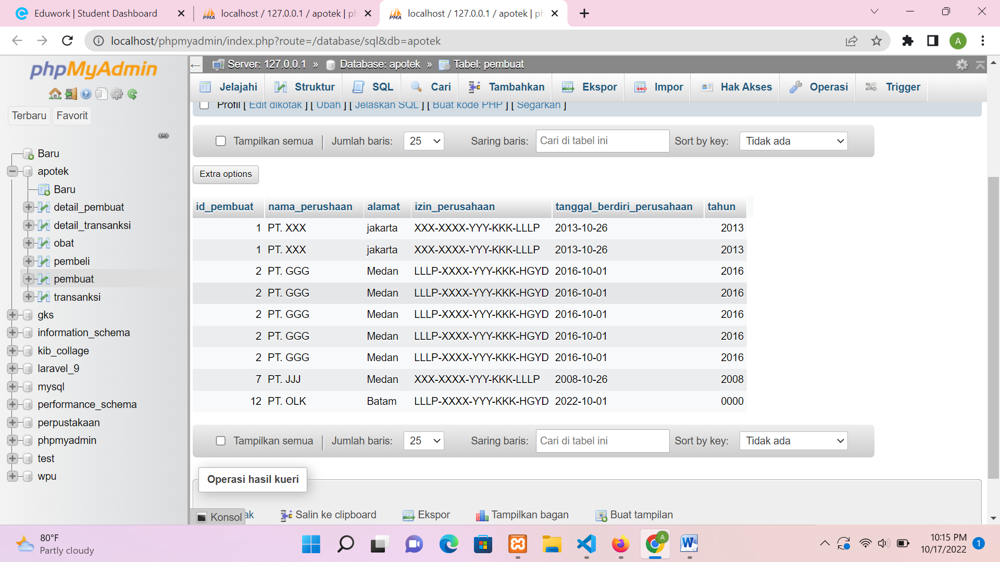 Eduwork | Student Dashboard
localhost / 127.0.0.1 / apotek | ph
localhost / 127.0.0.1 / apotek | ph
localhost/phpmyadmin/index.php?route=/database/sql&db=apotek
A
phpMyAdmin
Terbaru Favorit
Baru
apotek
Baru
detail_pembuat
detail_transanksi
obat
pembeli
pembuat
transanksi
gks
information_schema
kib_collage
laravel_9
mysql
performance_schema
perpustakaan
phpmyadmin
test
wpu
Server: 127.0.0.1 » Database: apotek » Tabel: pembuat
Jelajahi Struktur SQL Cari Tambahkan Ekspor Impor Hak Akses Operasi Trigger
Profil [ Edit dikotak ] [ Ubah ] [ Jelaskan SQL ] [ Buat kode PHP ] [ Segarkan ]
Tampilkan semua | Jumlah baris: 25 Saring baris: Cari di tabel ini Sort by key: Tidak ada
Extra options
id_pembuat nama_perushaan alamat izin_perusahaan tanggal_berdiri_perusahaan tahun
1 PT. XXX jakarta XXX-XXXX-YYY-KKK-LLLP 2013-10-26 2013
1 PT. XXX jakarta XXX-XXXX-YYY-KKK-LLLP 2013-10-26 2013
2 PT. GGG Medan LLLP-XXXX-YYY-KKK-HGYD 2016-10-01 2016
2 PT. GGG Medan LLLP-XXXX-YYY-KKK-HGYD 2016-10-01 2016
2 PT. GGG Medan LLLP-XXXX-YYY-KKK-HGYD 2016-10-01 2016
2 PT. GGG Medan LLLP-XXXX-YYY-KKK-HGYD 2016-10-01 2016
2 PT. GGG Medan LLLP-XXXX-YYY-KKK-HGYD 2016-10-01 2016
7 PT. JJJ Medan XXX-XXXX-YYY-KKK-LLLP 2008-10-26 2008
12 PT. OLK Batam LLLP-XXXX-YYY-KKK-HGYD 2022-10-01 0000
Tampilkan semua | Jumlah baris: 25 Saring baris: Cari di tabel ini Sort by key: Tidak ada
Operasi hasil kueri
Konsol ak Salin ke clipboard Ekspor Tampilkan bagan Buat tampilan
80°F
Partly cloudy
10:15 PM
10/17/2022
1